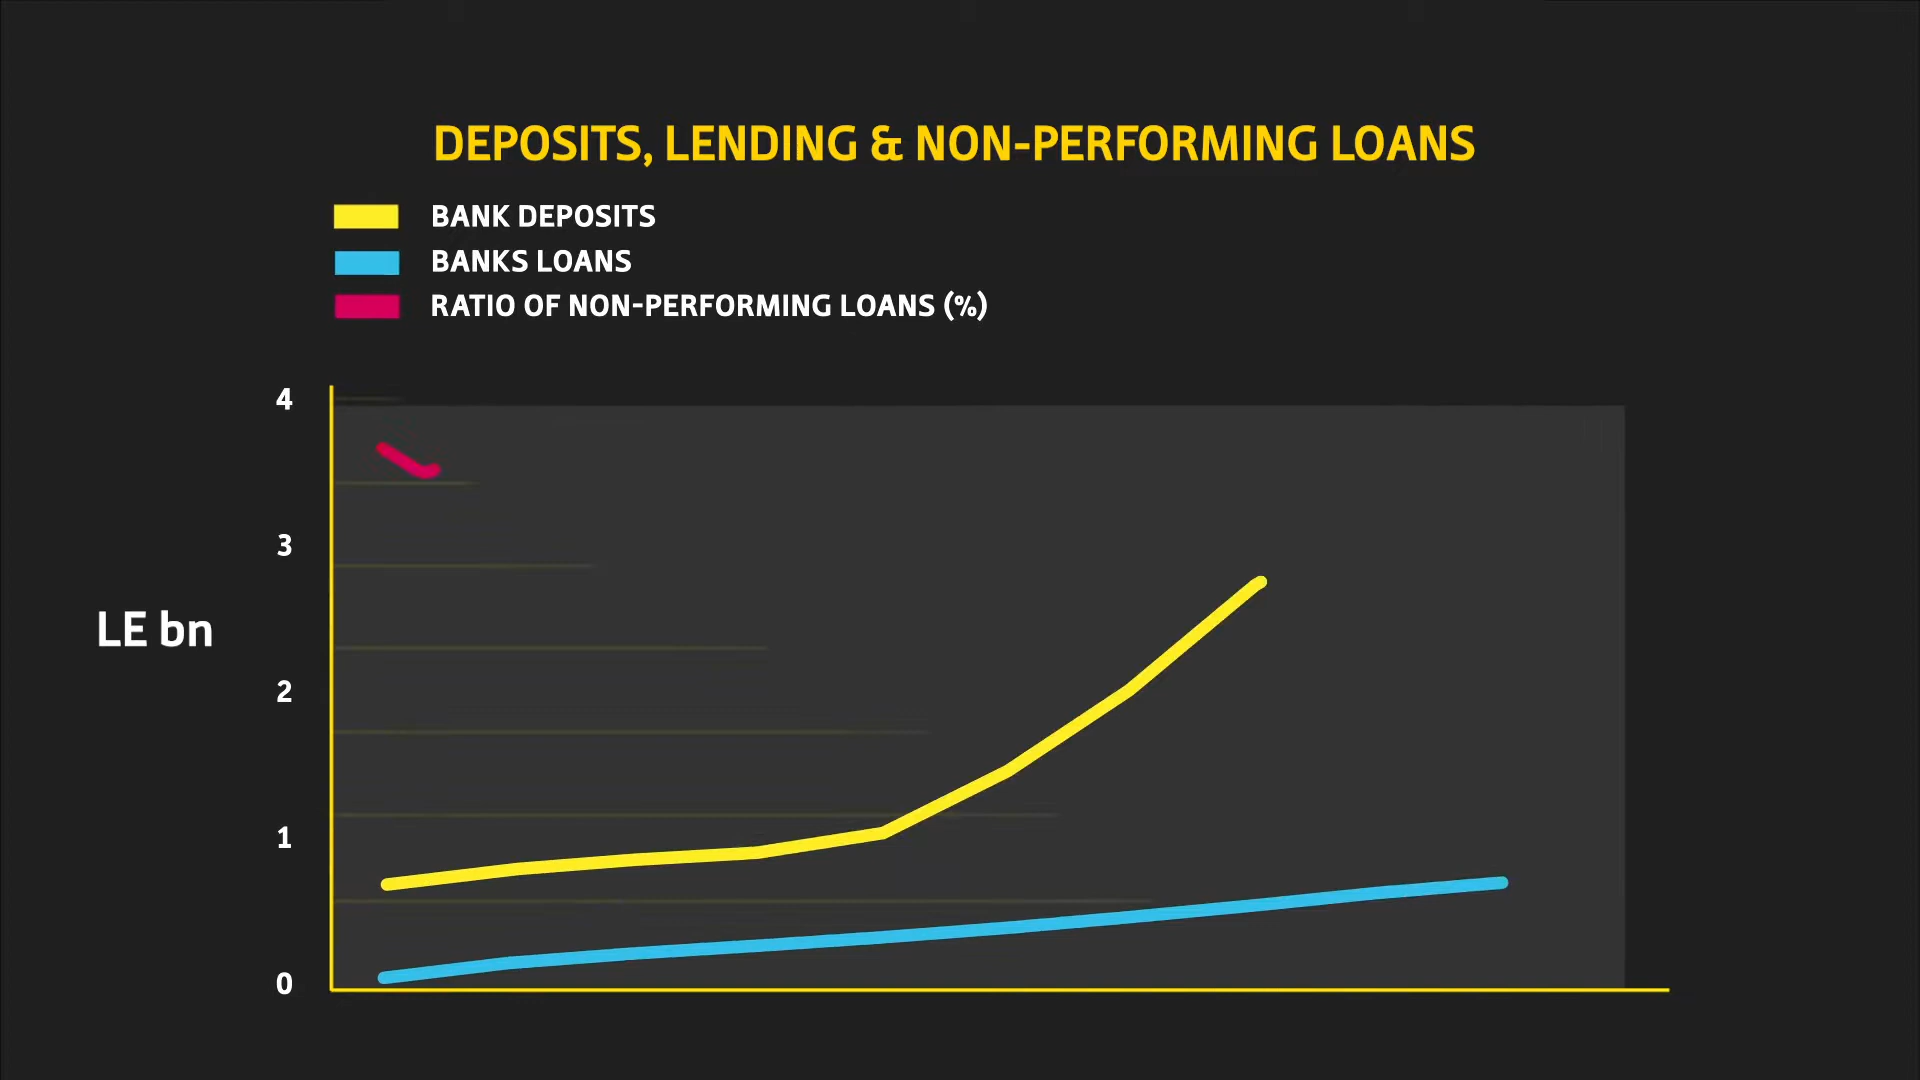 DEPOSITS, LENDING & NON-PERFORMING LOANS
BANK DEPOSITS
BANKS LOANS
RATIO OF NON-PERFORMING LOANS (%)
4
3
LE bn
2
1
0